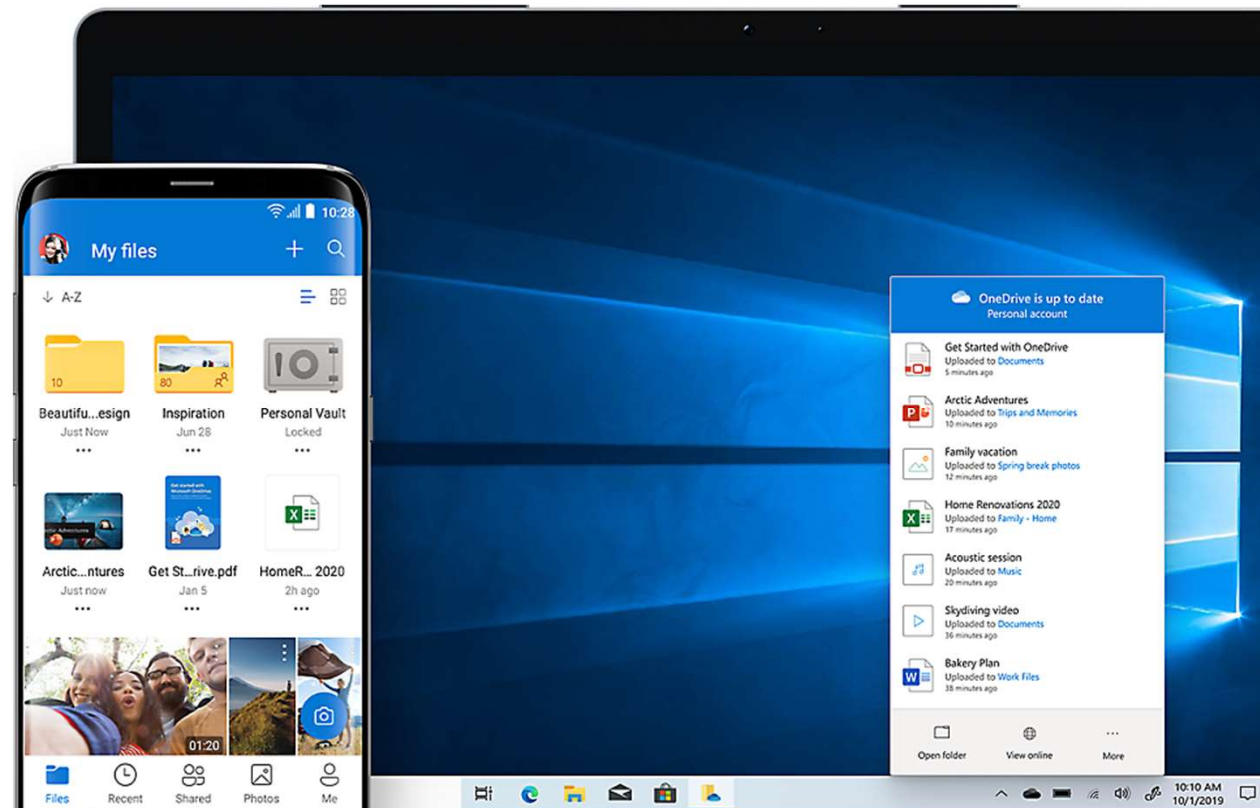 10:28
My files
A-Z
10
80
Beautifu...esign
Inspiration
Personal Vault
Just Now
Jun 28
Locked
Get started with
Microsoft OneDrive
Arctic...ntures
Get St...rive.pdf
HomeR... 2020
Just now
Jan 5
2h ago
01:20
Files
Recent
Shared
Photos
Me
OneDrive is up to date
Personal account
Get Started with OneDrive
Uploaded to Documents
5 minutes ago
Arctic Adventures
Uploaded to Trips and Memories
10 minutes ago
Family vacation
Uploaded to Spring break photos
12 minutes ago
Home Renovations 2020
Uploaded to Family - Home
17 minutes ago
Acoustic session
Uploaded to Music
20 minutes ago
Skydiving video
Uploaded to Documents
36 minutes ago
Bakery Plan
Uploaded to Work Files
38 minutes ago
Open folder
View online
More
10:10 AM
10/1/2019